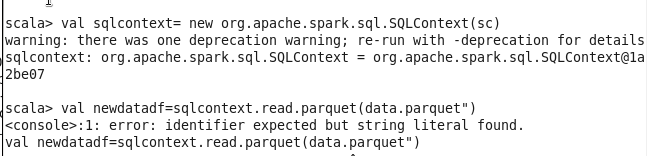 scala> val sqlcontext= new org.apache.spark.sql.SQLContext(sc)
warning: there was one deprecation warning; re-run with -deprecation for details
sqlcontext: org.apache.spark.sql.SQLContext = org.apache.spark.sql.SQLContext@1a
2be07
scala> val newdatadf=sqlcontext.read.parquet(data.parquet")
<console>:1: error: identifier expected but string literal found.
val newdatadf=sqlcontext.read.parquet(data.parquet")
^